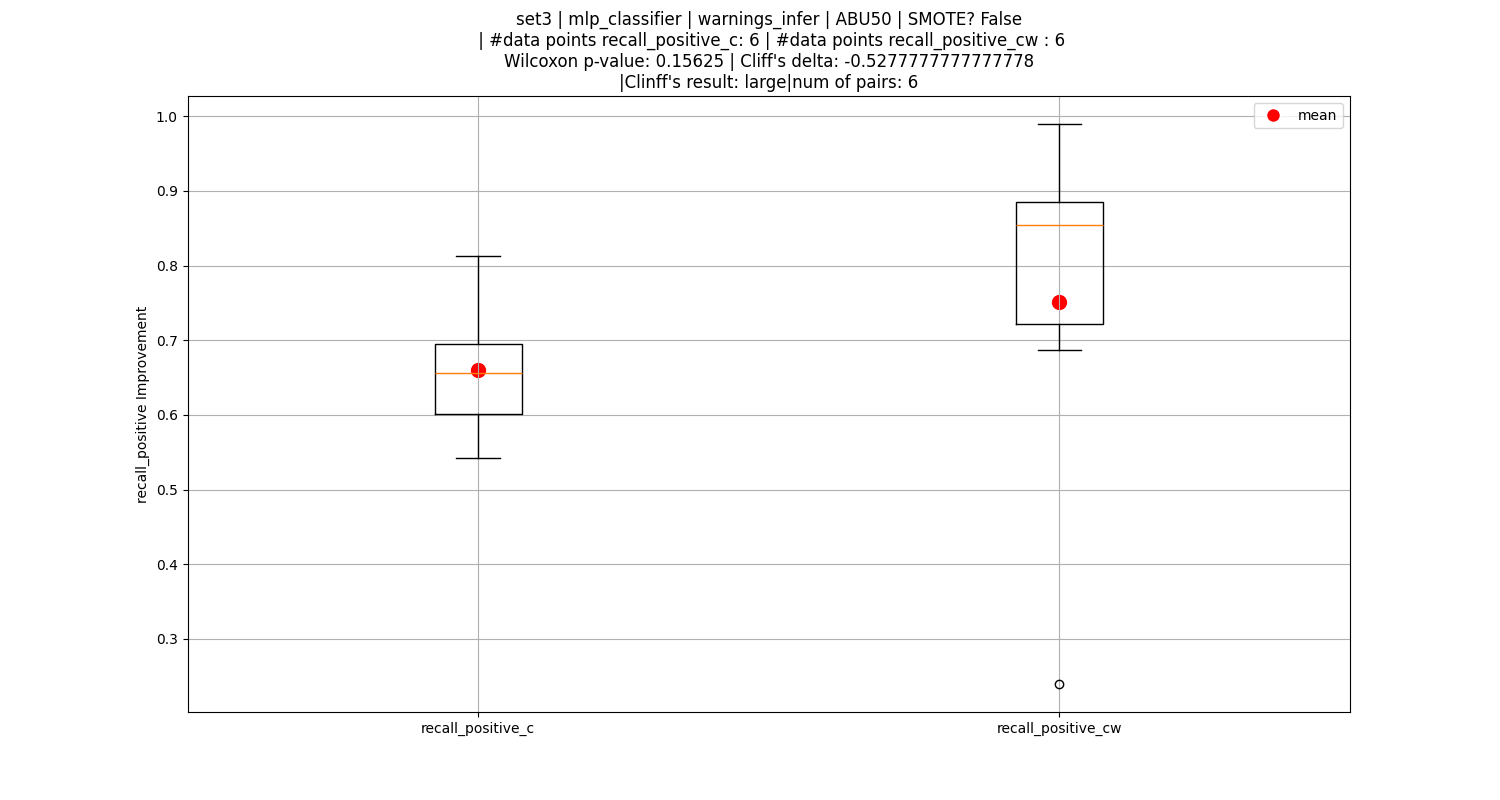 set3 | mlp_classifier | warnings_infer | ABU50 | SMOTE? False
| #data points recall_positive_c: 6 | #data points recall_positive_cw : 6
Wilcoxon p-value: 0.15625 | Cliff's delta: -0.5277777777777778
|Clinff's result: large|num of pairs: 6
mean
1.0
0.9
0.8
0.7
0.6
0.5
0.4
0.3
recall_positive Improvement
recall_positive_c
recall_positive_cw